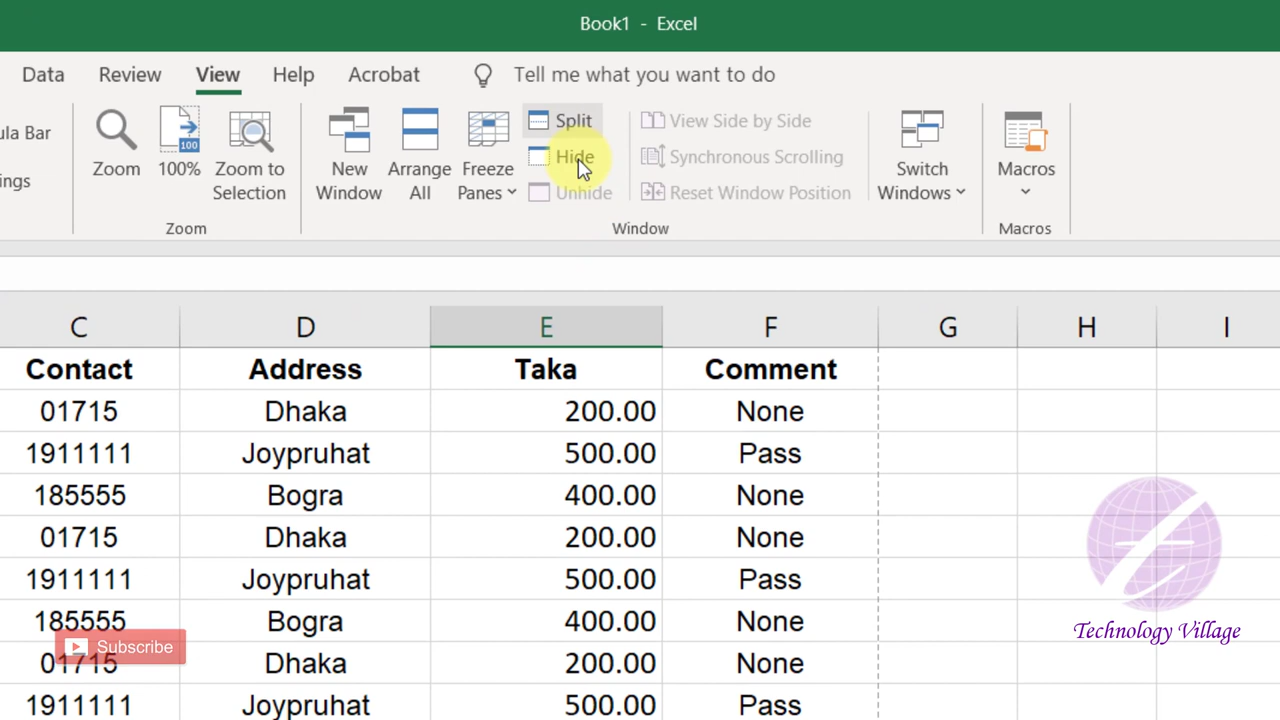 Book1 - Excel
Data Review View Help Acrobat Tell me what you want to do
ula Bar
ings
Zoom
100%
100
Zoom to
Selection
Zoom
New
Window
Arrange
All
Freeze
Panes
Split
Hide
Unhide
View Side by Side
Synchronous Scrolling
Reset Window Position
Window
Switch
Windows
Macros
Macros
C D E F G H I
Contact Address Taka Comment
01715 Dhaka 200.00 None
1911111 Joypruhat 500.00 Pass
185555 Bogra 400.00 None
01715 Dhaka 200.00 None
1911111 Joypruhat 500.00 Pass
185555 Bogra 400.00 None
01715 Dhaka 200.00 None
1911111 Joypruhat 500.00 Pass
Subscribe
Technology Village